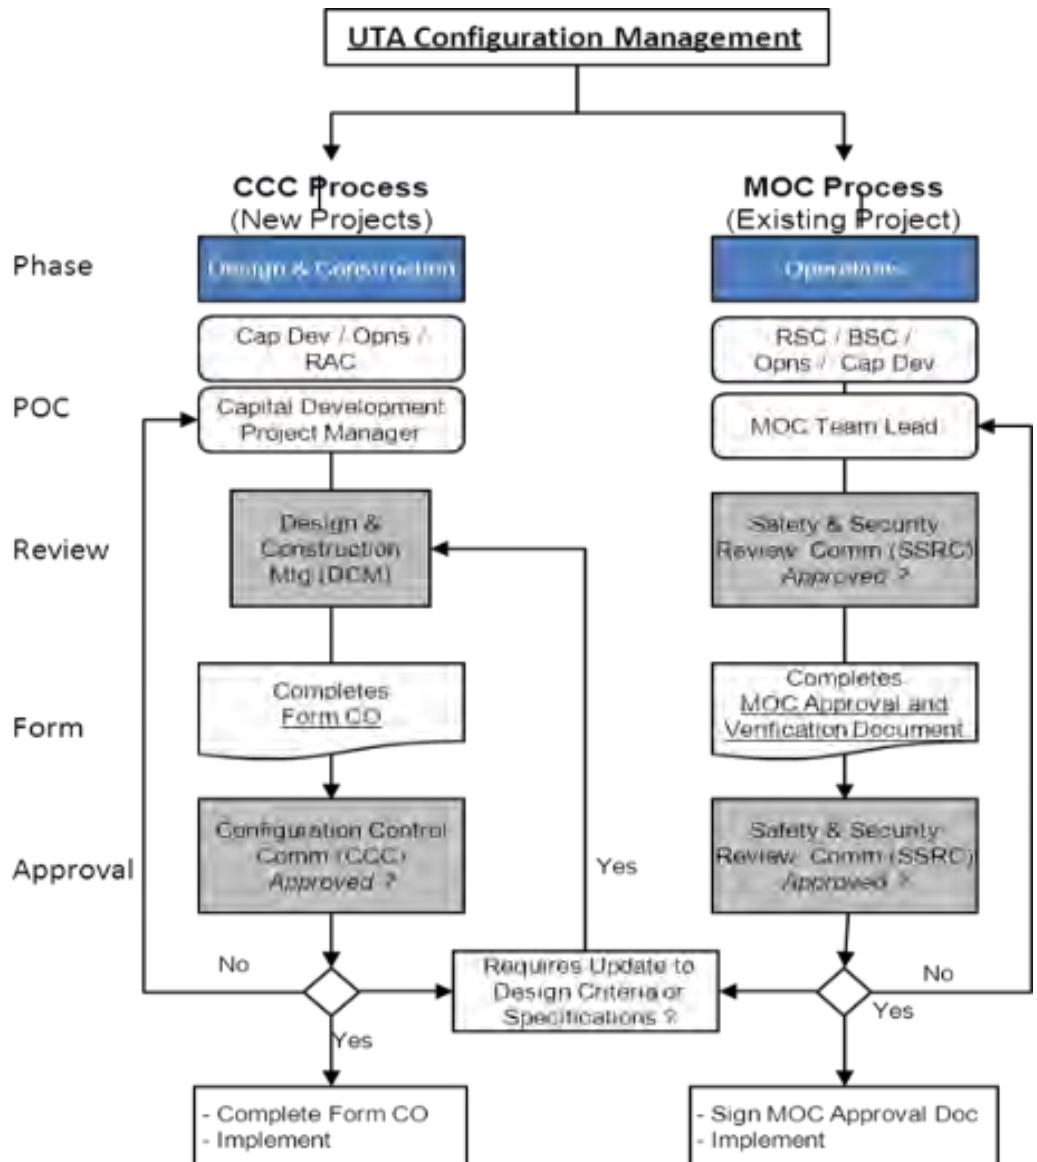 UTA Configuration Management
CCC Process
(New Projects)
MOC Process
(Existing Project)
Phase
Design & Construction
Operations
Cap Dev / Opns /
RAC
RSC / BSC /
Opns / Cap Dev
POC
Capital Development
Project Manager
MOC Team Lead
Review
Design &
Construction
Mtg (DCM)
Safety & Security
Review Comm (SSRC)
Approved ?
Form
Completes
Form CO
Completes
MOC Approval and
Verification Document
Approval
Configuration Control
Comm (CCC)
Approved ?
Yes
Safety & Security
Review Comm (SSRC)
Approved ?
No
Requires Update to
Design Criteria or
Specifications ?
No
Yes
Yes
- Complete Form CO
- Implement
- Sign MOC Approval Doc
- Implement